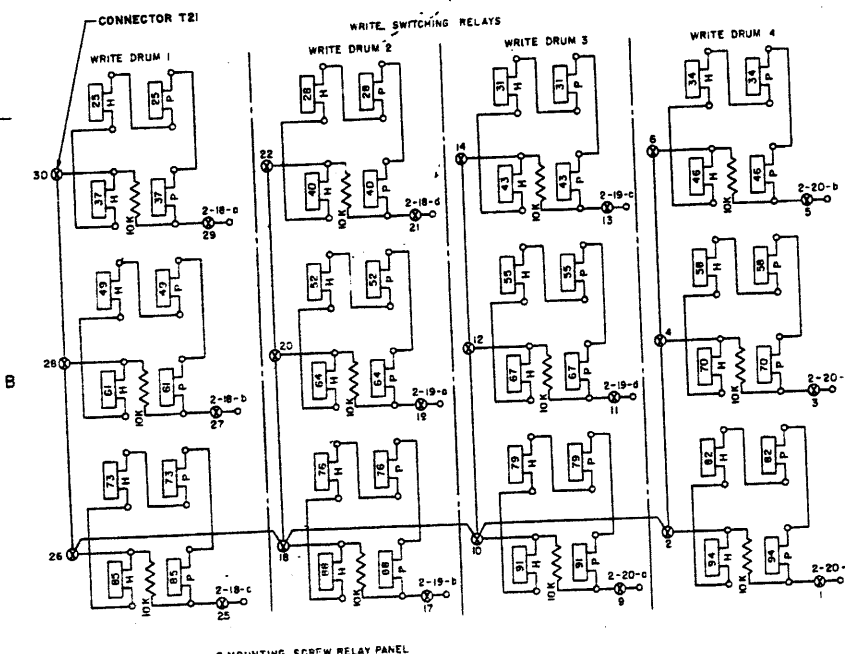 CONNECTOR T21
WRITE SWITCHING RELAYS
WRITE DRUM 1
WRITE DRUM 2
WRITE DRUM 3
WRITE DRUM 4
25 H 25 P
28 H 28 P
31 H 31 P
34 H 34 P
30
22
14
6
37 H 10K 37 P 2-18-a 29
40 H 10K 40 P 2-18-d 21
43 H 10K 43 P 2-19-c 13
46 H 10K 46 P 2-20-b 5
49 H 49 P
52 H 52 P
55 H 55 P
58 H 58 P
28
20
12
4
B
61 H 10K 61 P 2-18-b 27
64 H 10K 64 P 2-19-a 19
67 H 10K 67 P 2-19-d 11
70 H 10K 70 P 2-20- 3
73 H 73 P
76 H 76 P
79 H 79 P
82 H 82 P
26
18
10
2
85 H 10K 85 P 2-18-c 25
88 H 10K 88 P 2-19-b 17
91 H 10K 91 P 2-20-a 9
94 H 10K 94 P 2-20- 1
MOUNTING SCREW RELAY PANEL